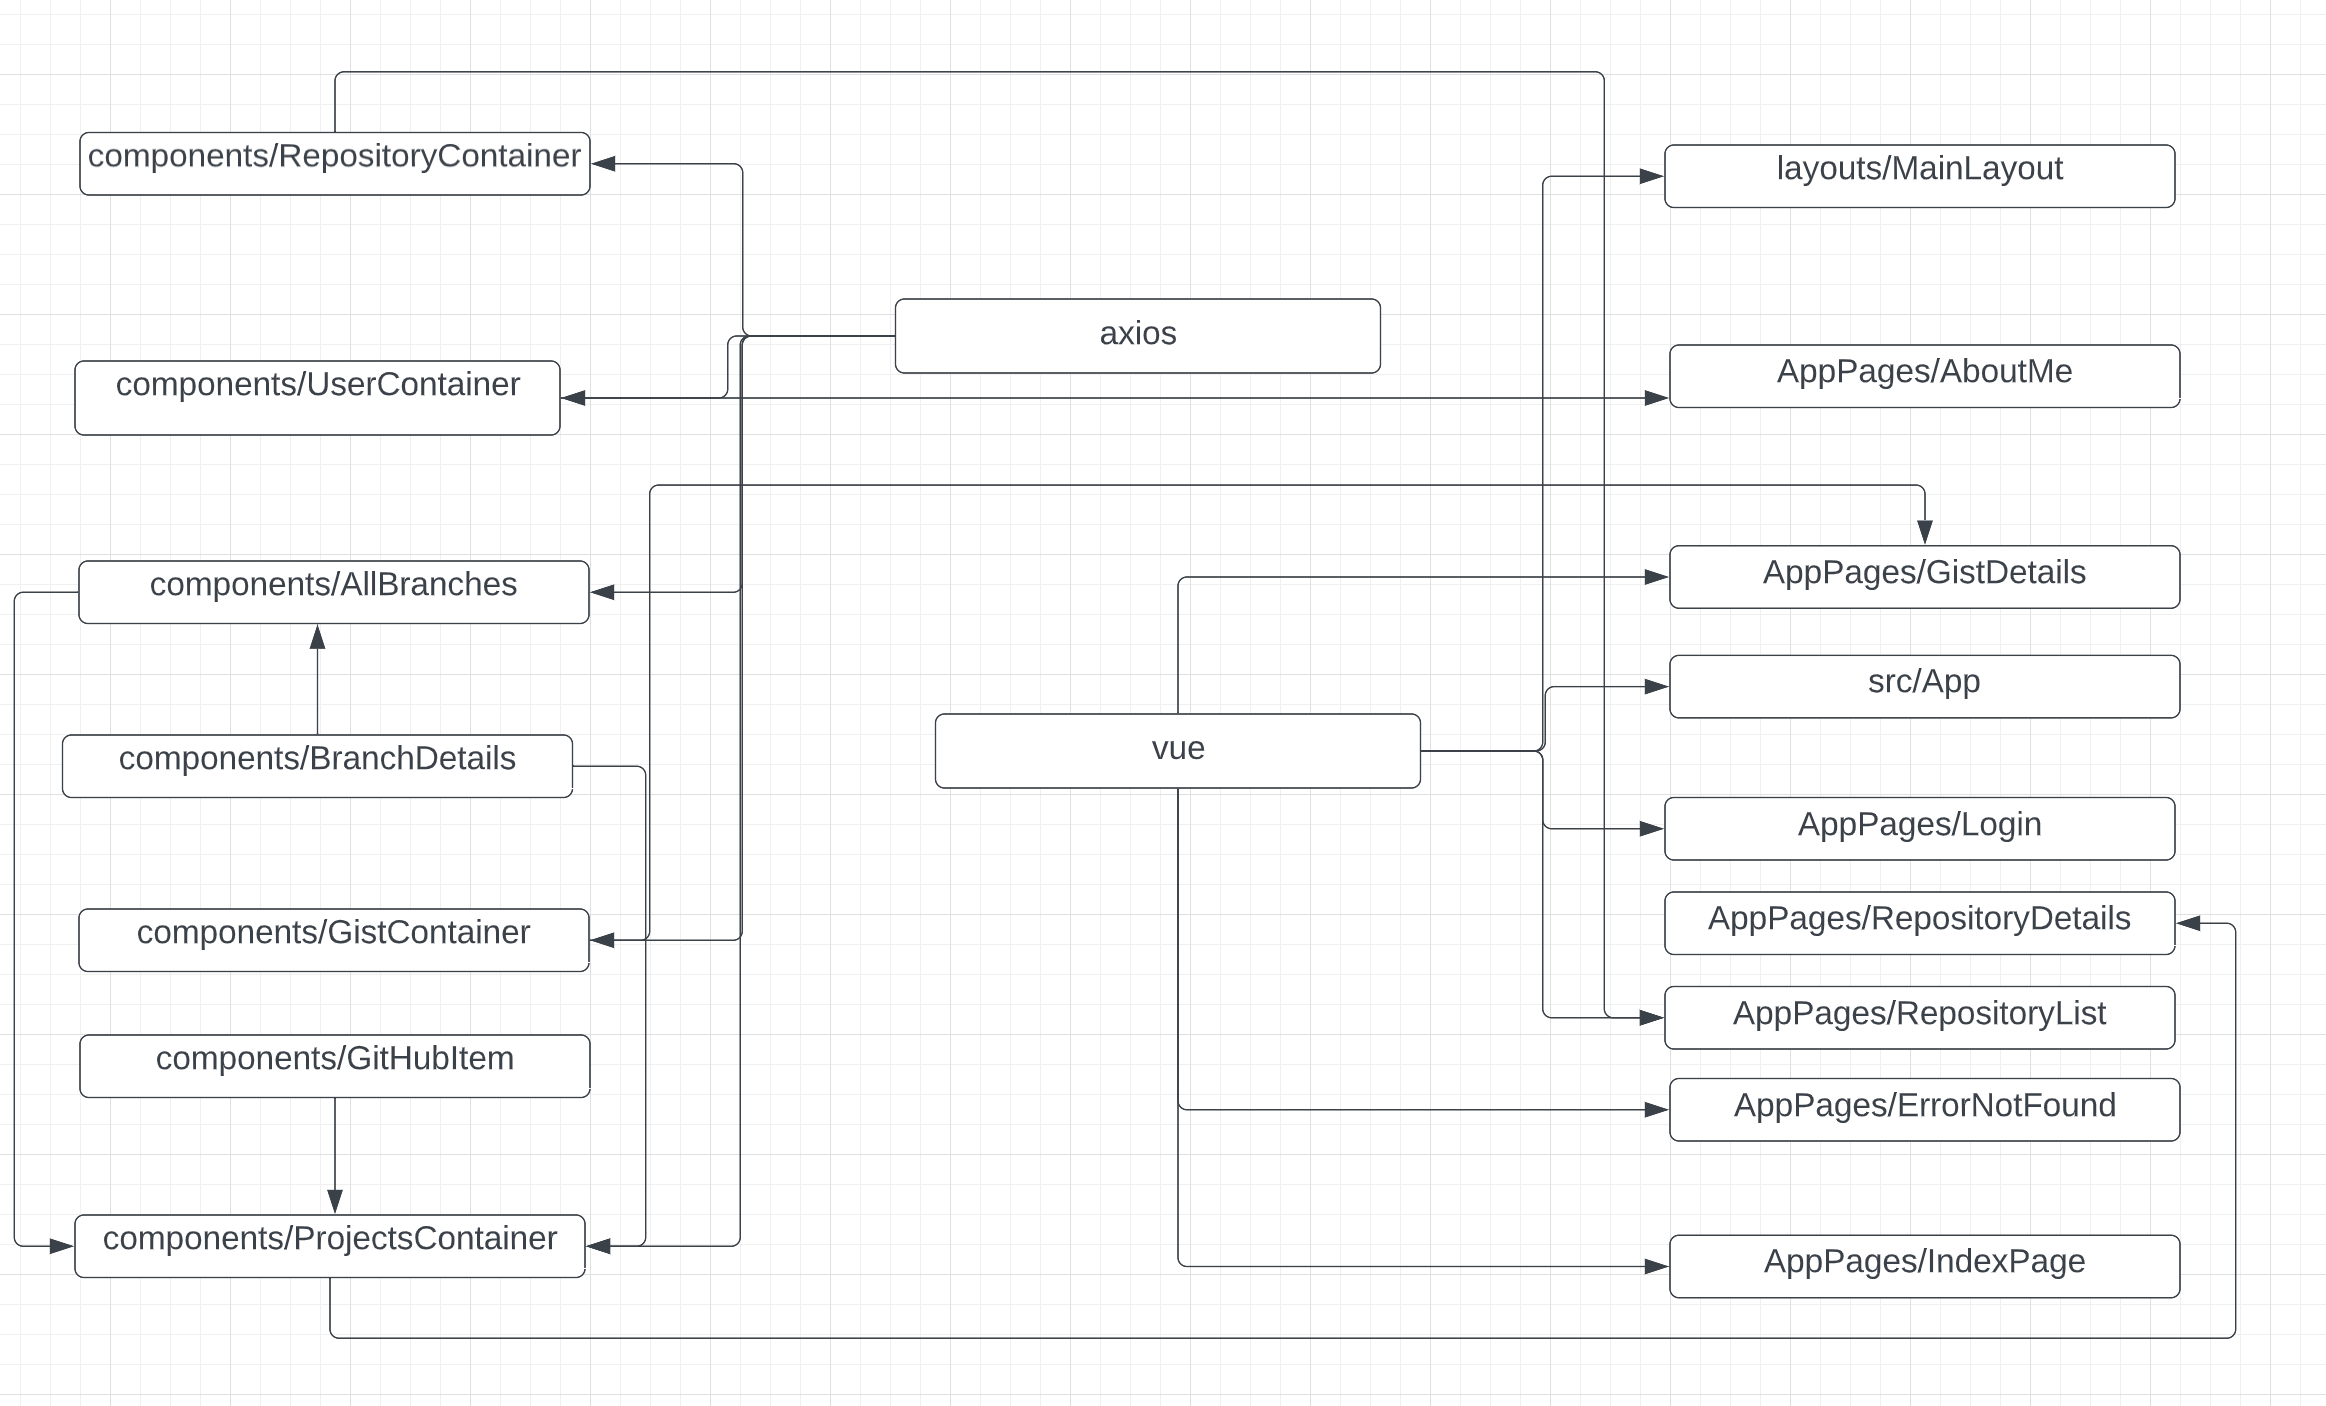 components/RepositoryContainer
layouts/MainLayout
axios
components/UserContainer
AppPages/AboutMe
components/AllBranches
AppPages/GistDetails
src/App
components/BranchDetails
vue
AppPages/Login
components/GistContainer
AppPages/RepositoryDetails
AppPages/RepositoryList
components/GitHubItem
AppPages/ErrorNotFound
components/ProjectsContainer
AppPages/IndexPage